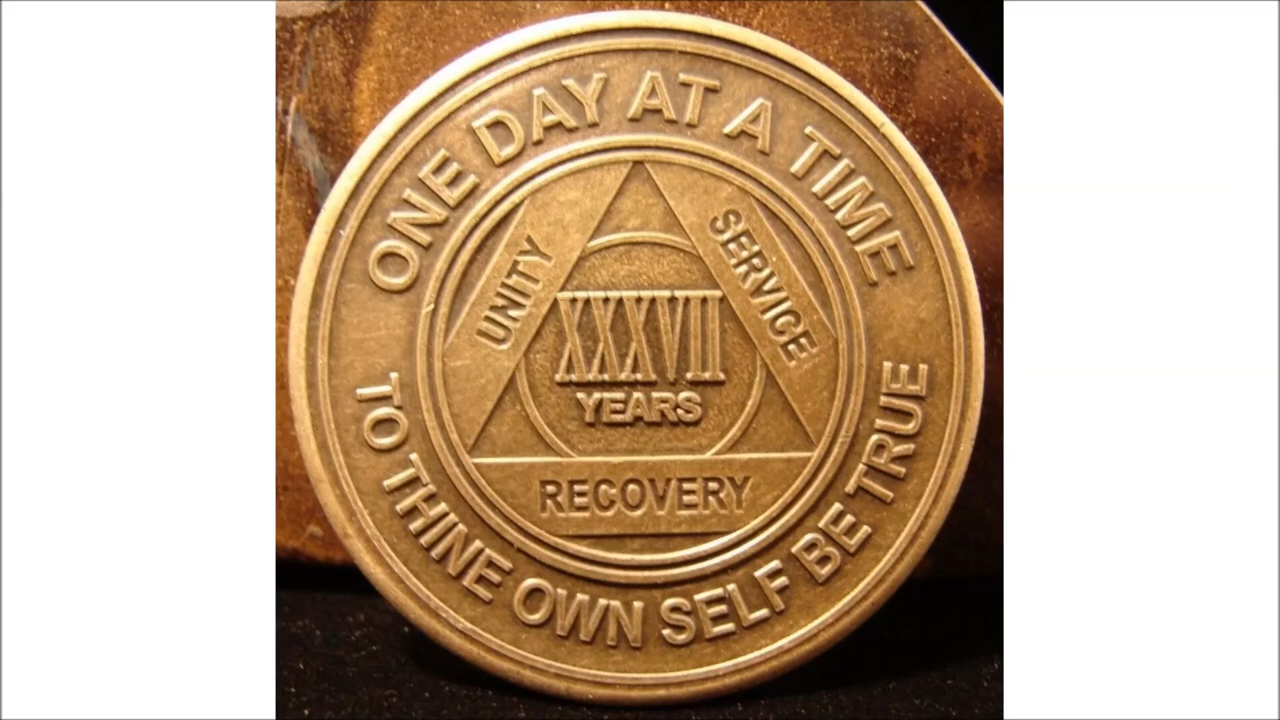 ONE DAY AT A TIME
UNITY
SERVICE
XXXVII
YEARS
RECOVERY
TO THINE OWN SELF BE TRUE